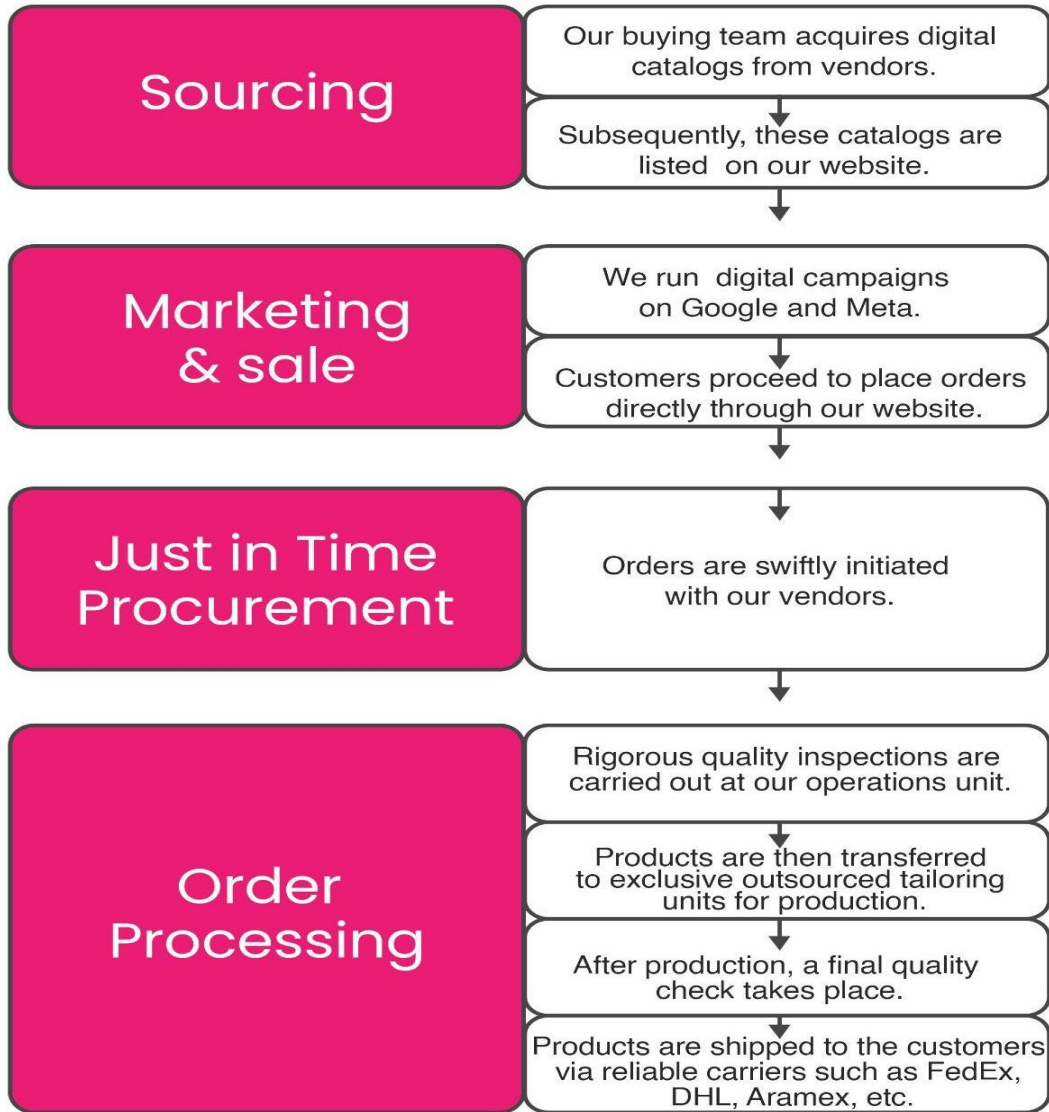 Sourcing
Our buying team acquires digital
catalogs from vendors.
Subsequently, these catalogs are
listed on our website.
Marketing
& sale
We run digital campaigns
on Google and Meta.
Customers proceed to place orders
directly through our website.
Just in Time
Procurement
Orders are swiftly initiated
with our vendors.
Order
Processing
Rigorous quality inspections are
carried out at our operations unit.
Products are then transferred
to exclusive outsourced tailoring
units for production.
After production, a final quality
check takes place.
Products are shipped to the customers
via reliable carriers such as FedEx,
DHL, Aramex, etc.